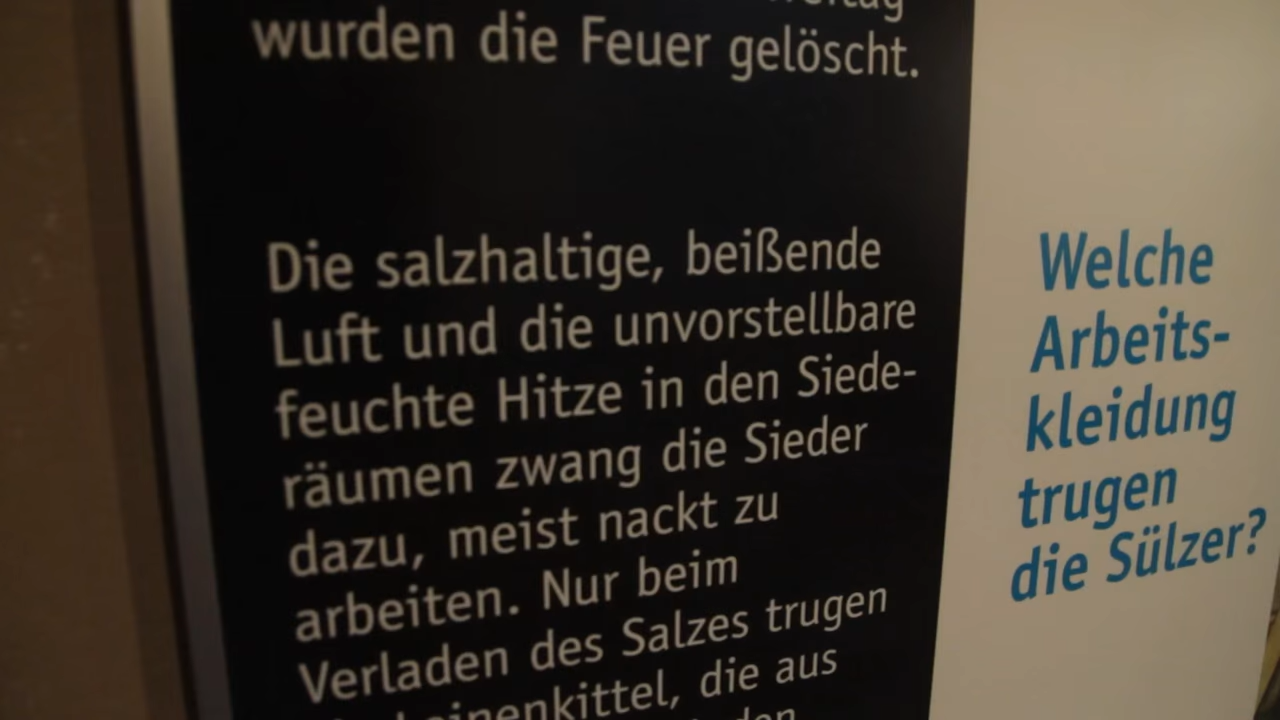 wurden die Feuer gelöscht.
Die salzhaltige, beißende
Luft und die unvorstellbare
feuchte Hitze in den Siede-
räumen zwang die Sieder
dazu, meist nackt zu
arbeiten. Nur beim
Verladen des Salzes trugen
die aus
Welche
Arbeits-
kleidung
trugen
die Sülzer?